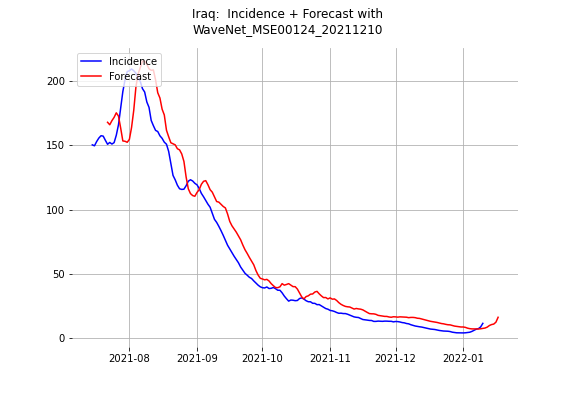 Iraq:  Incidence + Forecast with
WaveNet_MSE00124_20211210
Incidence
Forecast
200
150
100
50
0
2021-08
2021-09
2021-10
2021-11
2021-12
2022-01